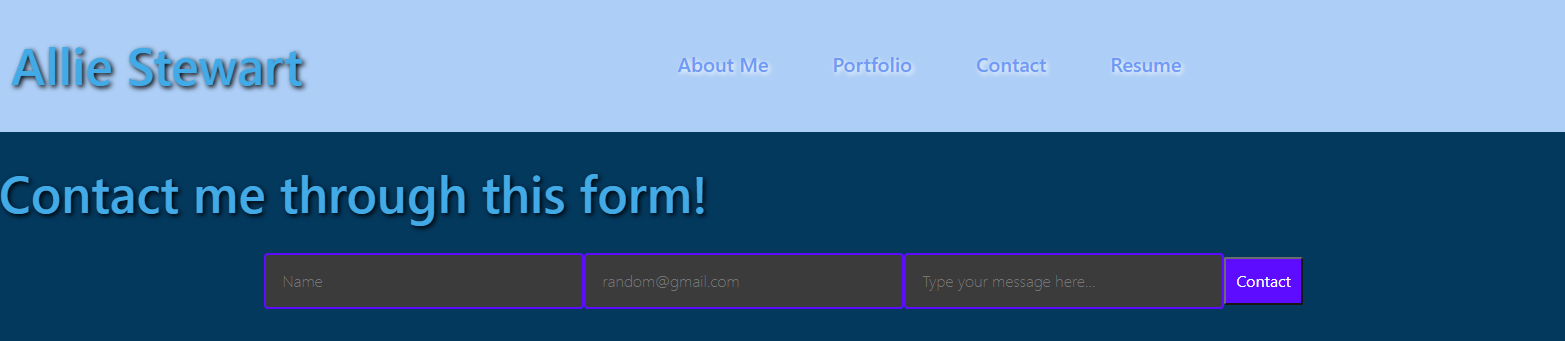 Allie Stewart
About Me Portfolio Contact Resume
Contact me through this form!
Name random@gmail.com Type your message here... Contact